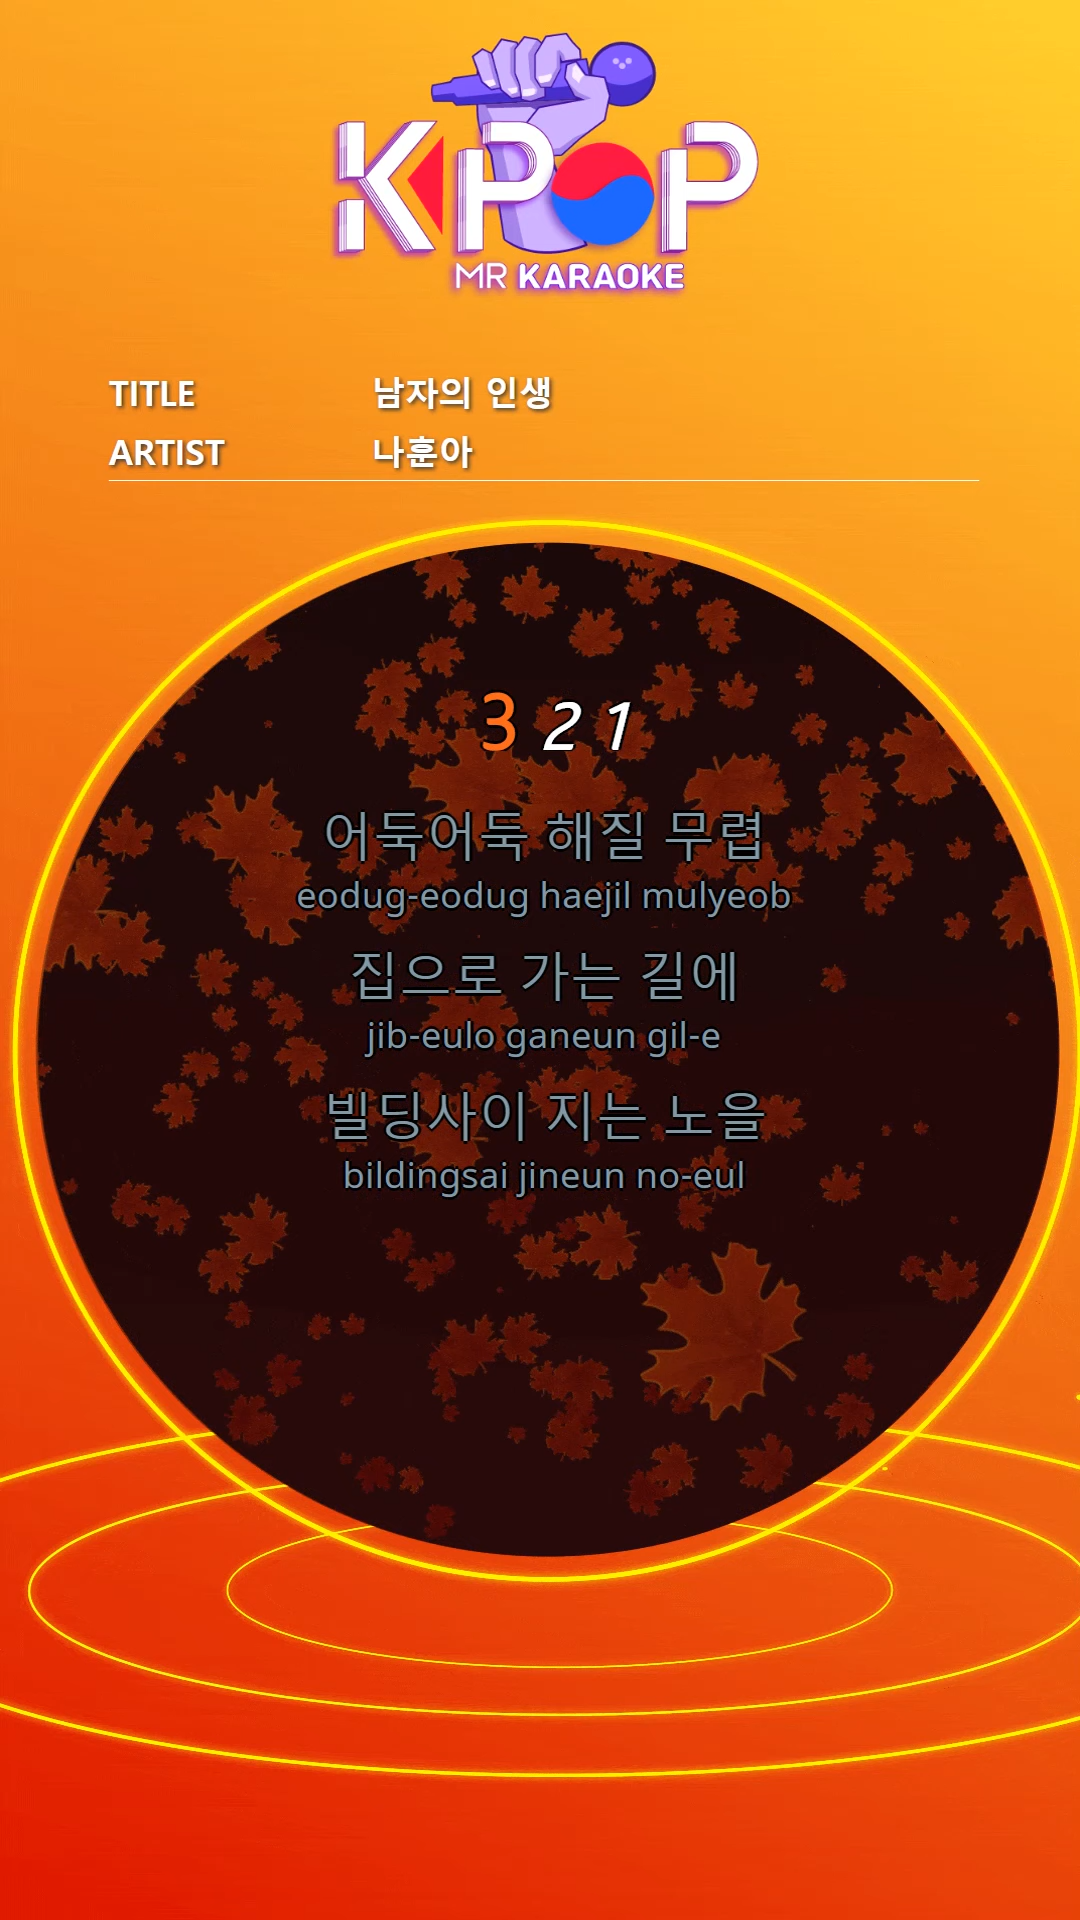 KPOP
MR KARAOKE
TITLE 남자의 인생
ARTIST 나훈아
3 2 1
어둑어둑 해질 무렵
eodug-eodug haejil mulyeob
집으로 가는 길에
jib-eulo ganeun gil-e
빌딩사이 지는 노을
bildingsai jineun no-eul